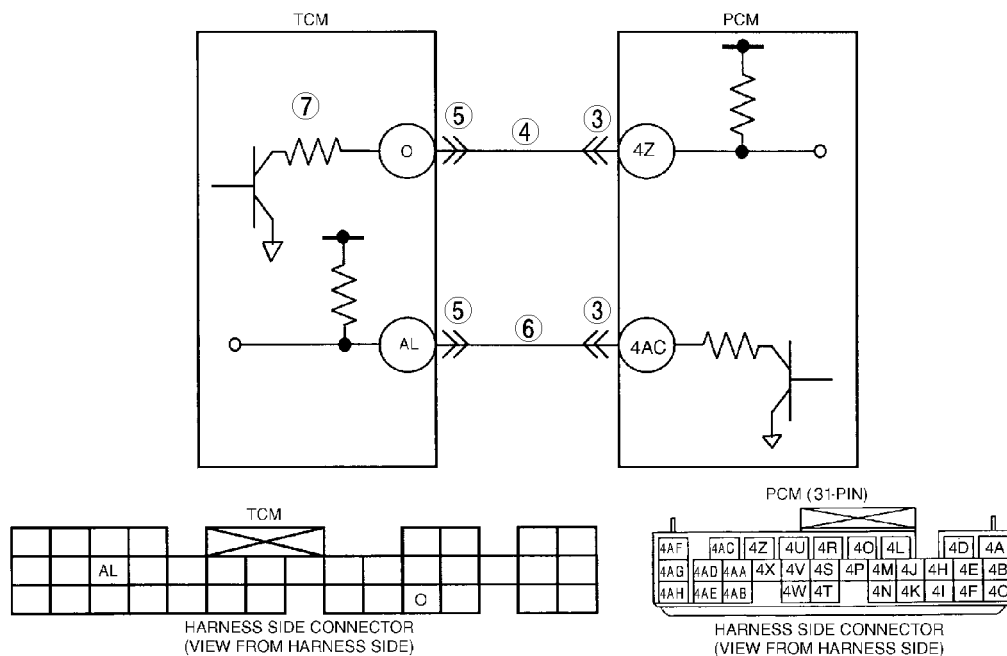 TCM PCM
⑦ ⑤ ④ ③
O 4Z
⑤ ⑥ ③
AL 4AC
TCM
AL
O
HARNESS SIDE CONNECTOR
(VIEW FROM HARNESS SIDE)
PCM (31-PIN)
4AF 4AC 4Z 4U 4R 4O 4L 4D 4A
4AG 4AD 4AA 4X 4V 4S 4P 4M 4J 4H 4E 4B
4AH 4AE 4AB 4W 4T 4N 4K 4I 4F 4C
HARNESS SIDE CONNECTOR
(VIEW FROM HARNESS SIDE)